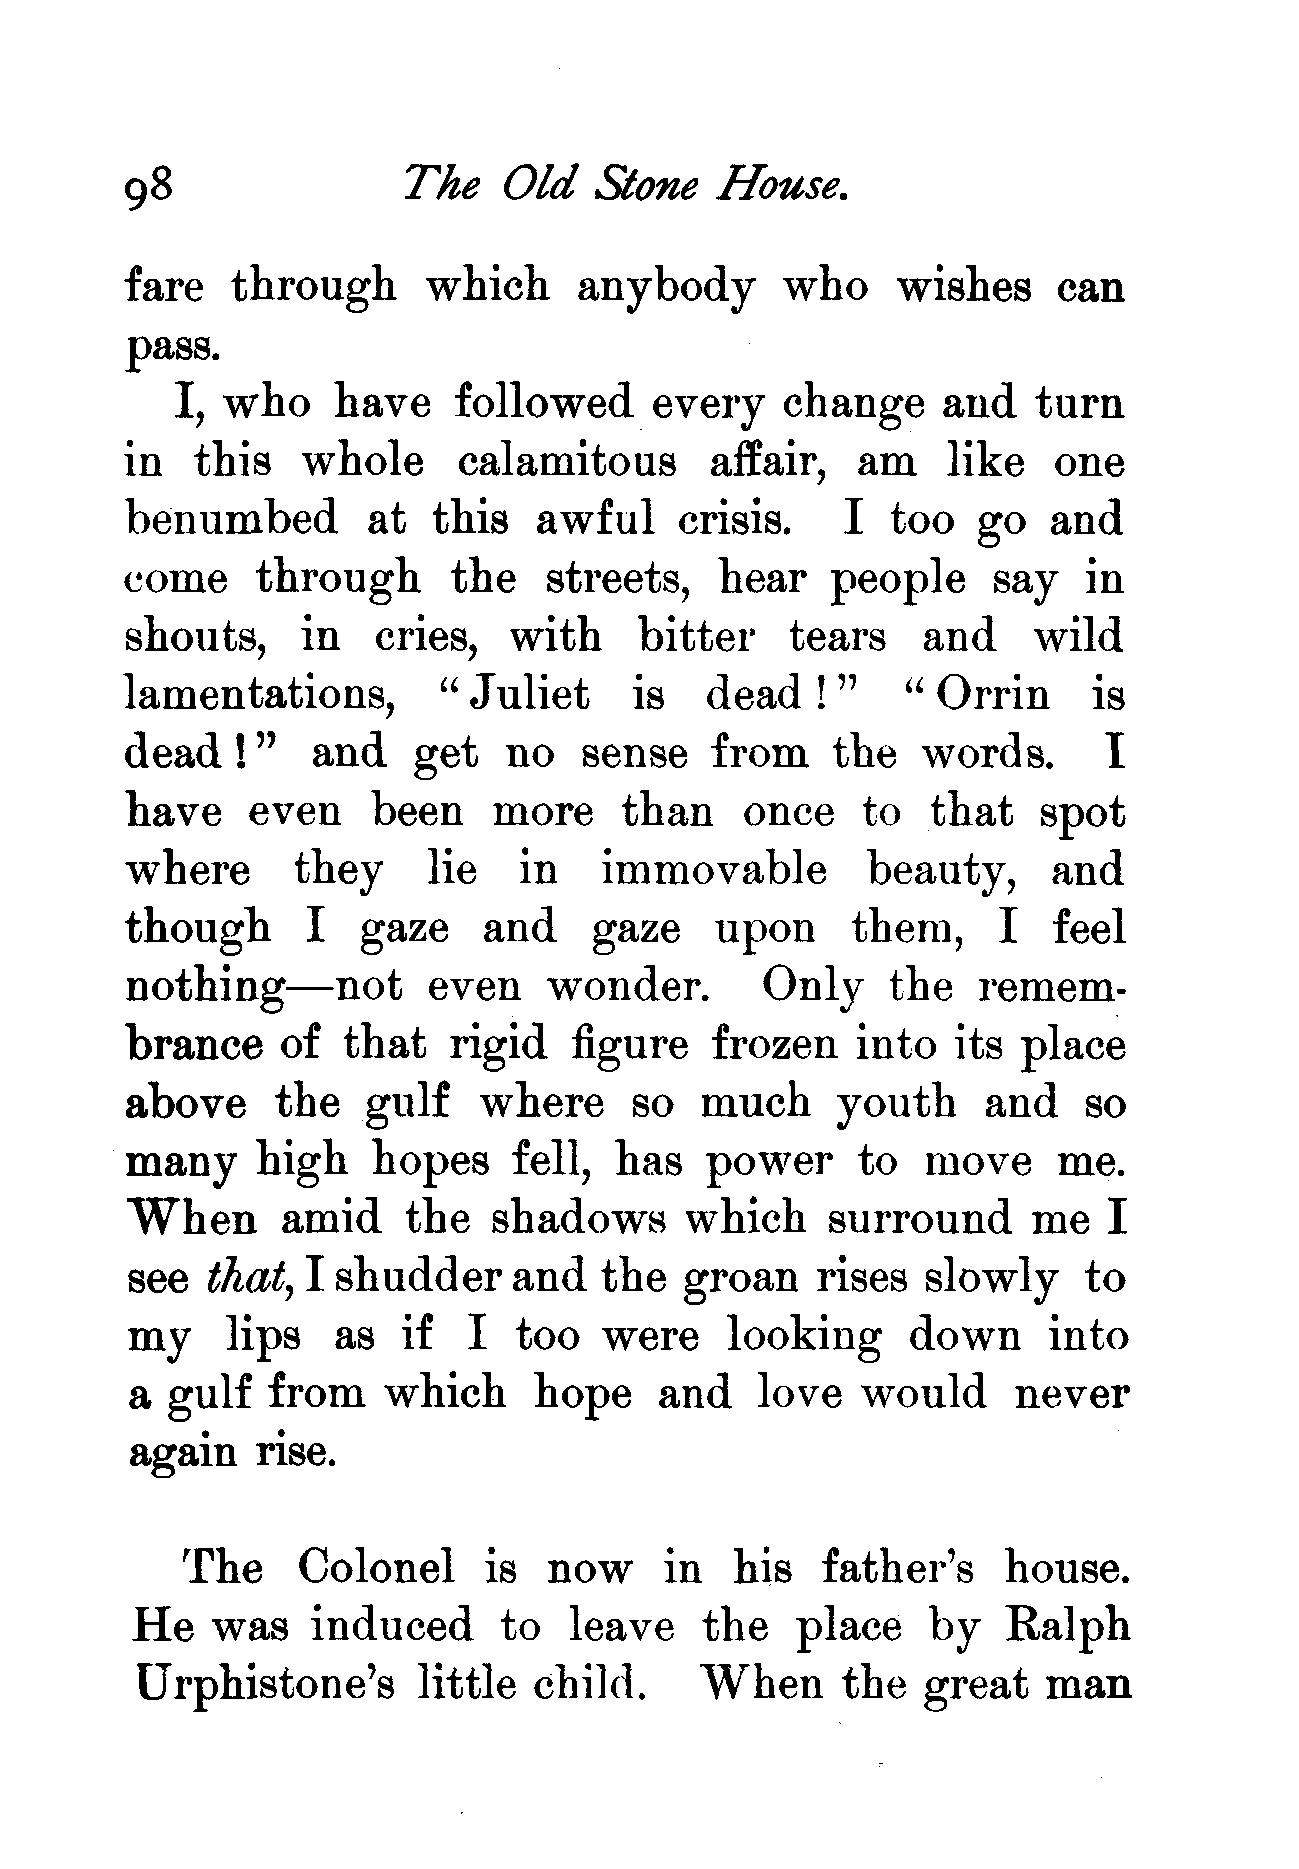 98 The Old Stone House.
fare through which anybody who wishes can
pass.
I, who have followed every change and turn
in this whole calamitous affair, am like one
benumbed at this awful crisis. I too go and
come through the streets, hear people say in
shouts, in cries, with bitter tears and wild
lamentations, “Juliet is dead!” “Orrin is
dead!” and get no sense from the words. I
have even been more than once to that spot
where they lie in immovable beauty, and
though I gaze and gaze upon them, I feel
nothing—not even wonder. Only the remem-
brance of that rigid figure frozen into its place
above the gulf where so much youth and so
many high hopes fell, has power to move me.
When amid the shadows which surround me I
see that, I shudder and the groan rises slowly to
my lips as if I too were looking down into
a gulf from which hope and love would never
again rise.
The Colonel is now in his father’s house.
He was induced to leave the place by Ralph
Urphistone’s little child. When the great man